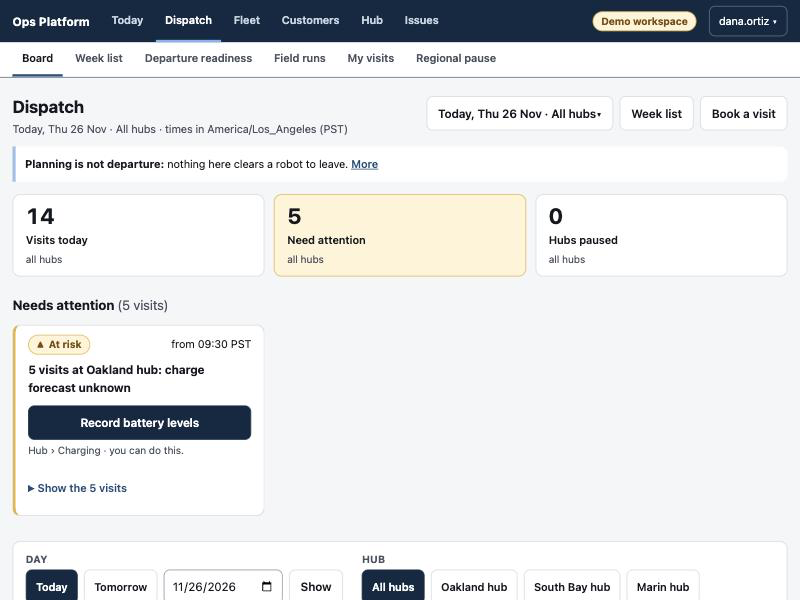 Ops Platform Today Dispatch Fleet Customers Hub Issues Demo workspace dana.ortiz ▾
Board Week list Departure readiness Field runs My visits Regional pause
Dispatch
Today, Thu 26 Nov · All hubs · times in America/Los_Angeles (PST)
Today, Thu 26 Nov · All hubs▾ Week list Book a visit
Planning is not departure: nothing here clears a robot to leave. More
14
Visits today
all hubs
5
Need attention
all hubs
0
Hubs paused
all hubs
Needs attention (5 visits)
▲ At risk from 09:30 PST
5 visits at Oakland hub: charge
forecast unknown
Record battery levels
Hub › Charging · you can do this.
▶ Show the 5 visits
DAY
Today Tomorrow 11/26/2026 Show
HUB
All hubs Oakland hub South Bay hub Marin hub